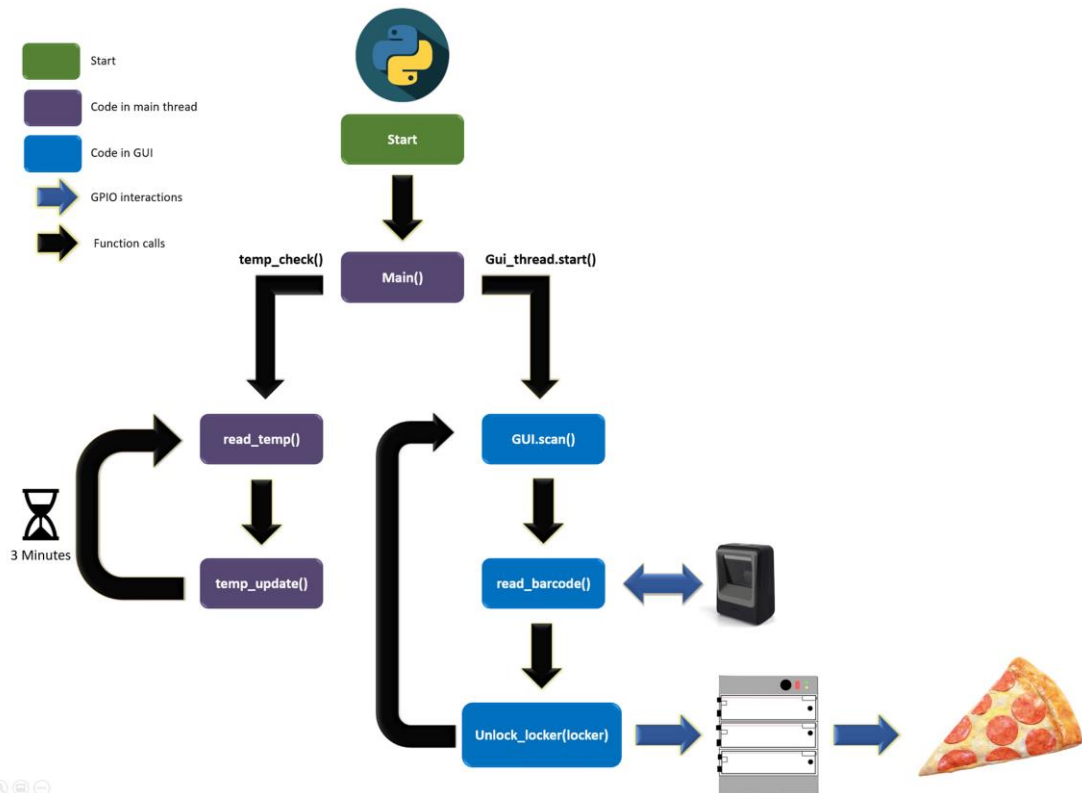 Start
Code in main thread
Code in GUI
GPIO interactions
Function calls
Start
temp_check()
Main()
Gui_thread.start()
read_temp()
GUI.scan()
3 Minutes
temp_update()
read_barcode()
Unlock_locker(locker)